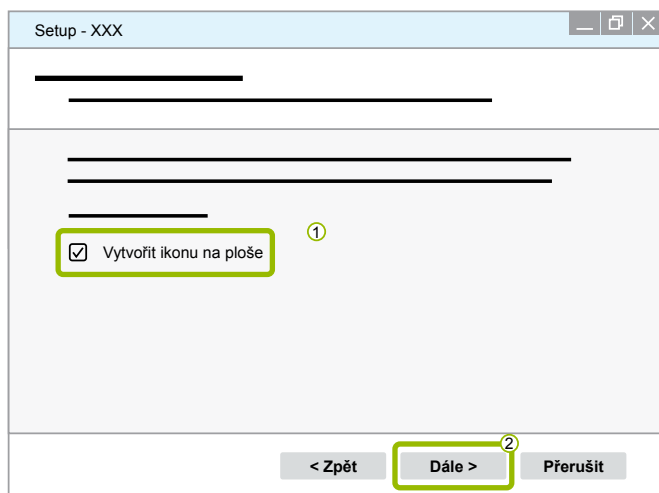 Setup - XXX
1
Vytvořit ikonu na ploše
2
< Zpět
Dále >
Přerušit